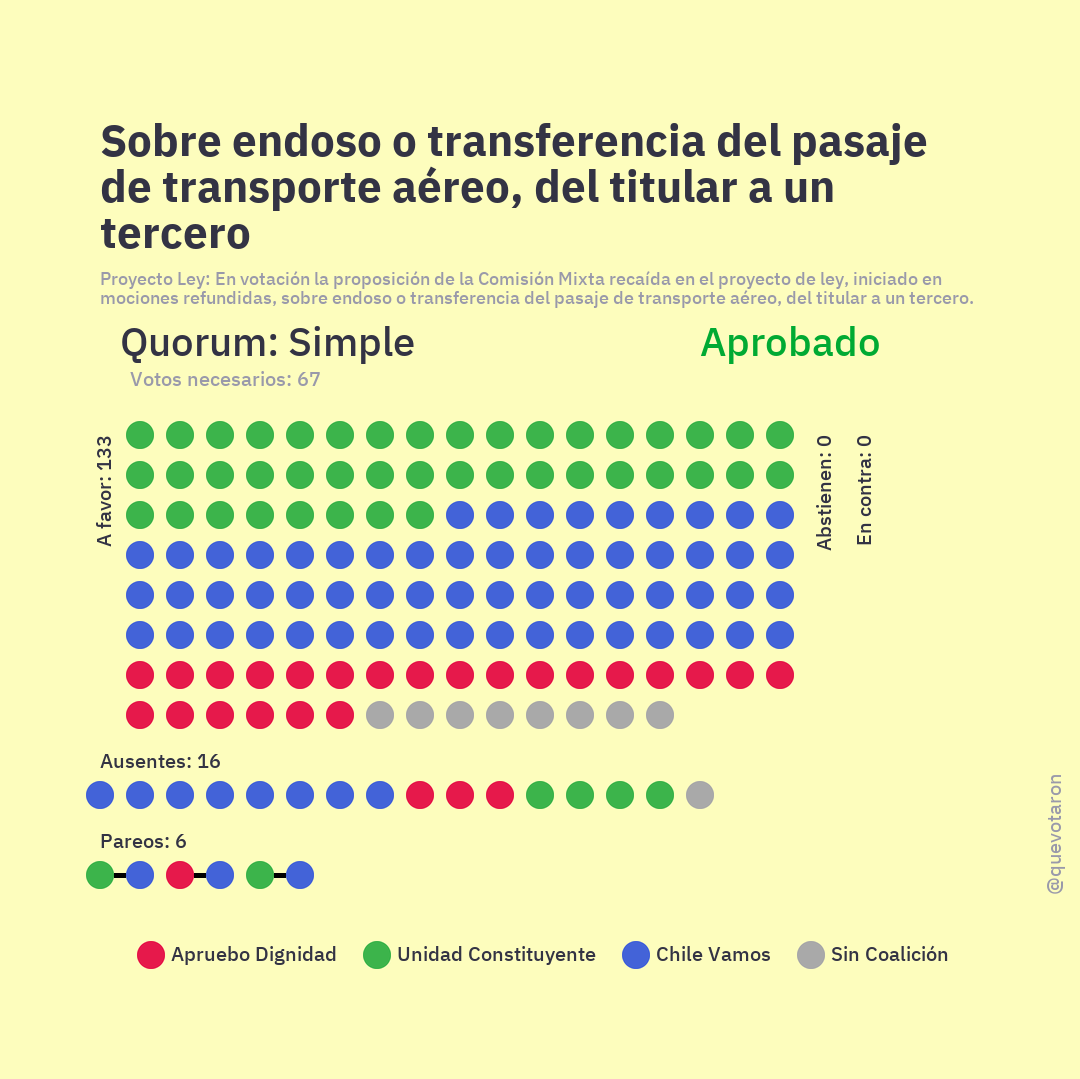 Sobre endoso o transferencia del pasaje
de transporte aéreo, del titular a un
tercero
Proyecto Ley: En votación la proposición de la Comisión Mixta recaída en el proyecto de ley, iniciado en
mociones refundidas, sobre endoso o transferencia del pasaje de transporte aéreo, del titular a un tercero.
Quorum: Simple
Aprobado
Votos necesarios: 67
A favor: 133
Abstienen: 0
En contra: 0
Ausentes: 16
Pareos: 6
@quevotaron
Apruebo Dignidad
Unidad Constituyente
Chile Vamos
Sin Coalición